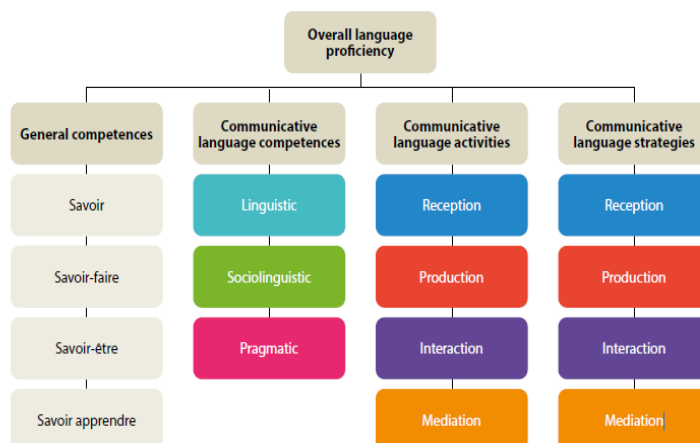 Overall language
proficiency
General competences
Communicative
language competences
Communicative
language activities
Communicative
language strategies
Savoir
Linguistic
Reception
Reception
Savoir-faire
Sociolinguistic
Production
Production
Savoir-être
Pragmatic
Interaction
Interaction
Savoir apprendre
Mediation
Mediation